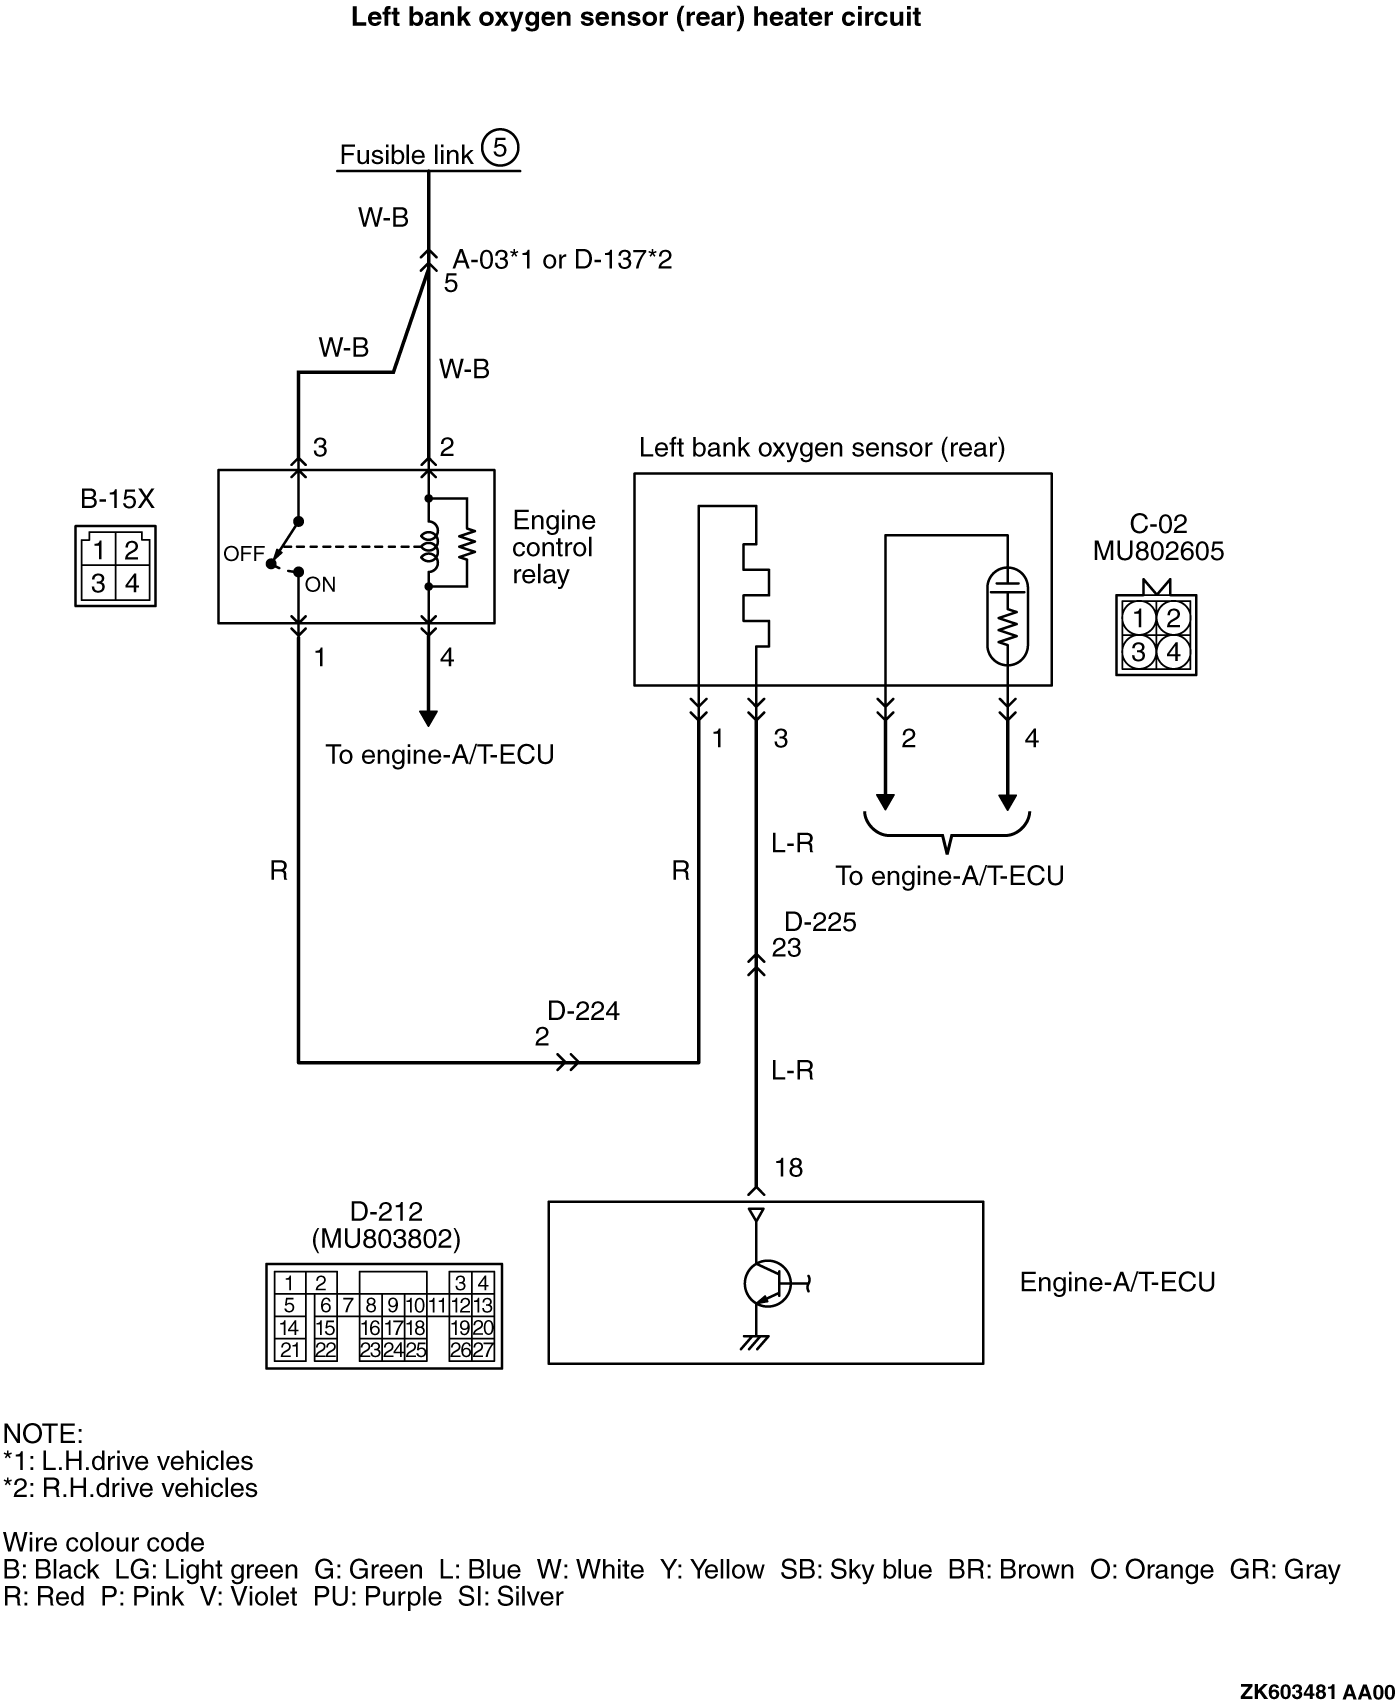 Left bank oxygen sensor (rear) heater circuit
Fusible link 5
W-B
A-03*1 or D-137*2
5
W-B
W-B
3
2
Left bank oxygen sensor (rear)
B-15X
1 2
3 4
OFF
ON
Engine
control
relay
C-02
MU802605
1 2
3 4
1
4
To engine-A/T-ECU
1
3
2
4
R
R
L-R
To engine-A/T-ECU
D-225
23
D-224
2
L-R
18
D-212
(MU803802)
1 2 3 4
5 6 7 8 9 10 11 12 13
14 15 16 17 18 19 20
21 22 23 24 25 26 27
Engine-A/T-ECU
NOTE:
*1: L.H.drive vehicles
*2: R.H.drive vehicles
Wire colour code
B: Black LG: Light green G: Green L: Blue W: White Y: Yellow SB: Sky blue BR: Brown O: Orange GR: Gray
R: Red P: Pink V: Violet PU: Purple SI: Silver
ZK603481 AA00